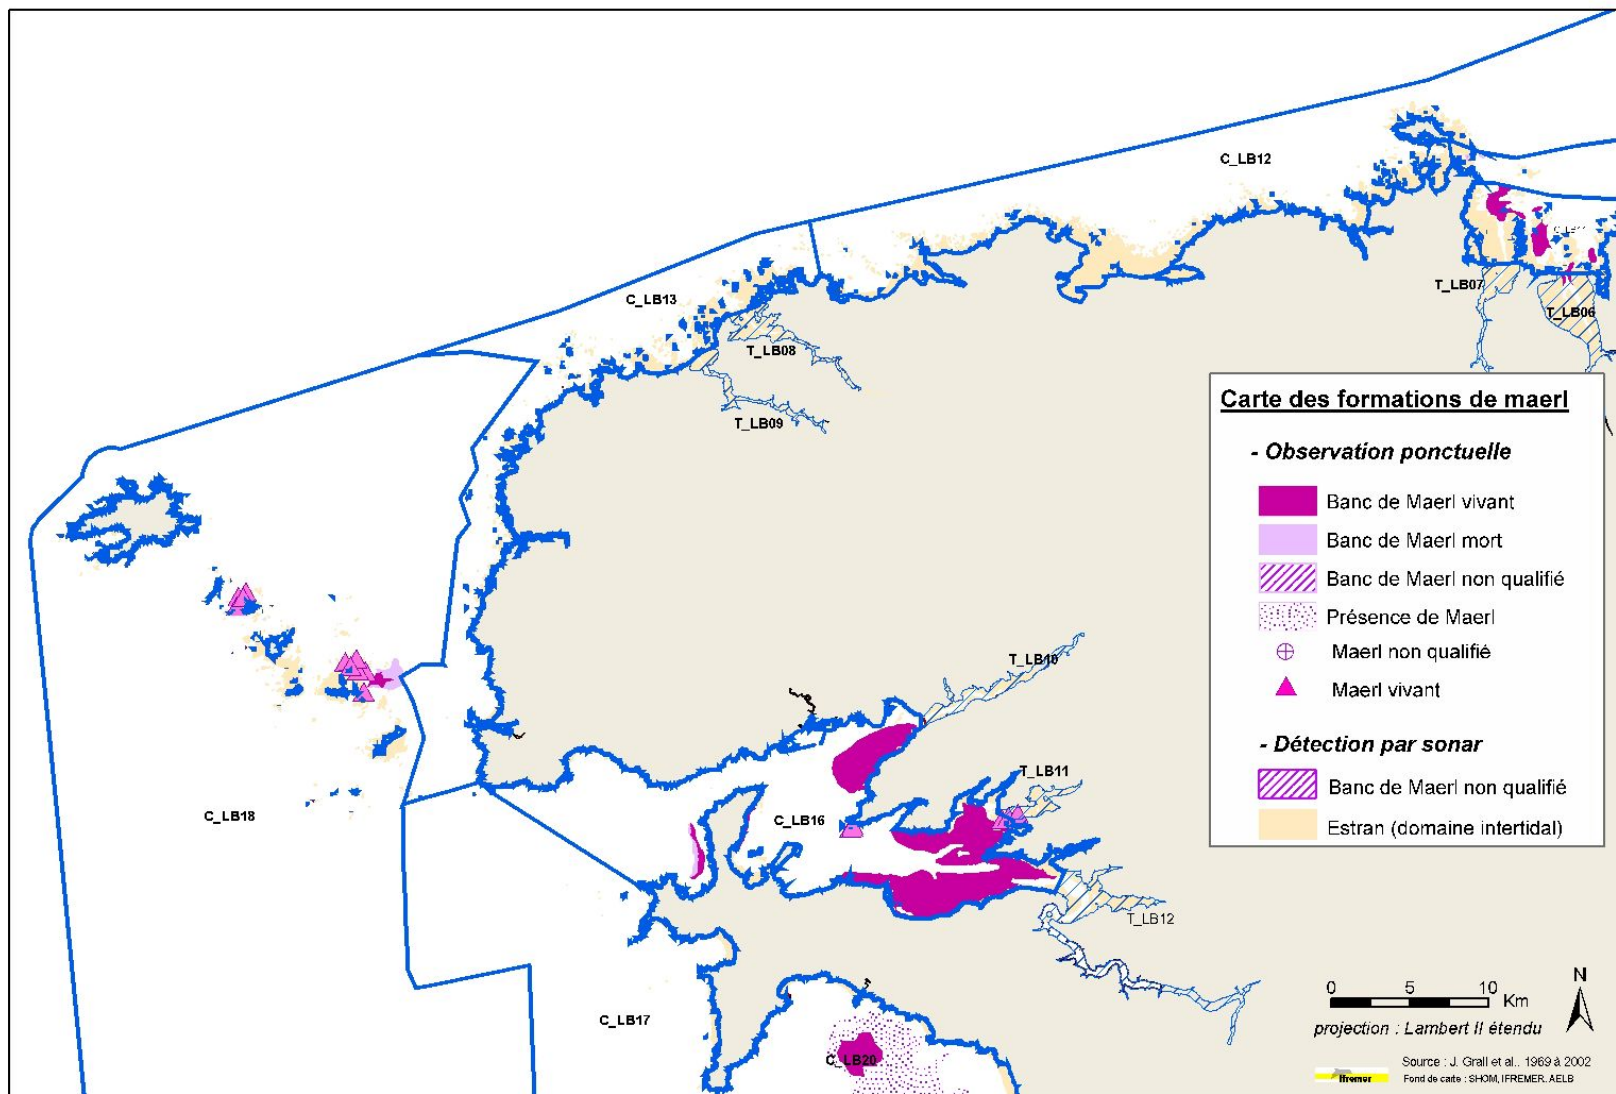 C_LB12
C_LB13
T_LB07
T_LB06
T_LB08
T_LB09
Carte des formations de maerl
- Observation ponctuelle
Banc de Maerl vivant
Banc de Maerl mort
Banc de Maerl non qualifié
Présence de Maerl
Maerl non qualifié
Maerl vivant
- Détection par sonar
Banc de Maerl non qualifié
Estran (domaine intertidal)
T_LB10
T_LB11
C_LB18
C_LB16
T_LB12
C_LB17
C_LB20
N
0 5 10
Km
projection : Lambert II étendu
Source : J. Grall et al.. 1969 à 2002
Ifremer
Fond de carte : SHOM, IFREMER, AELB